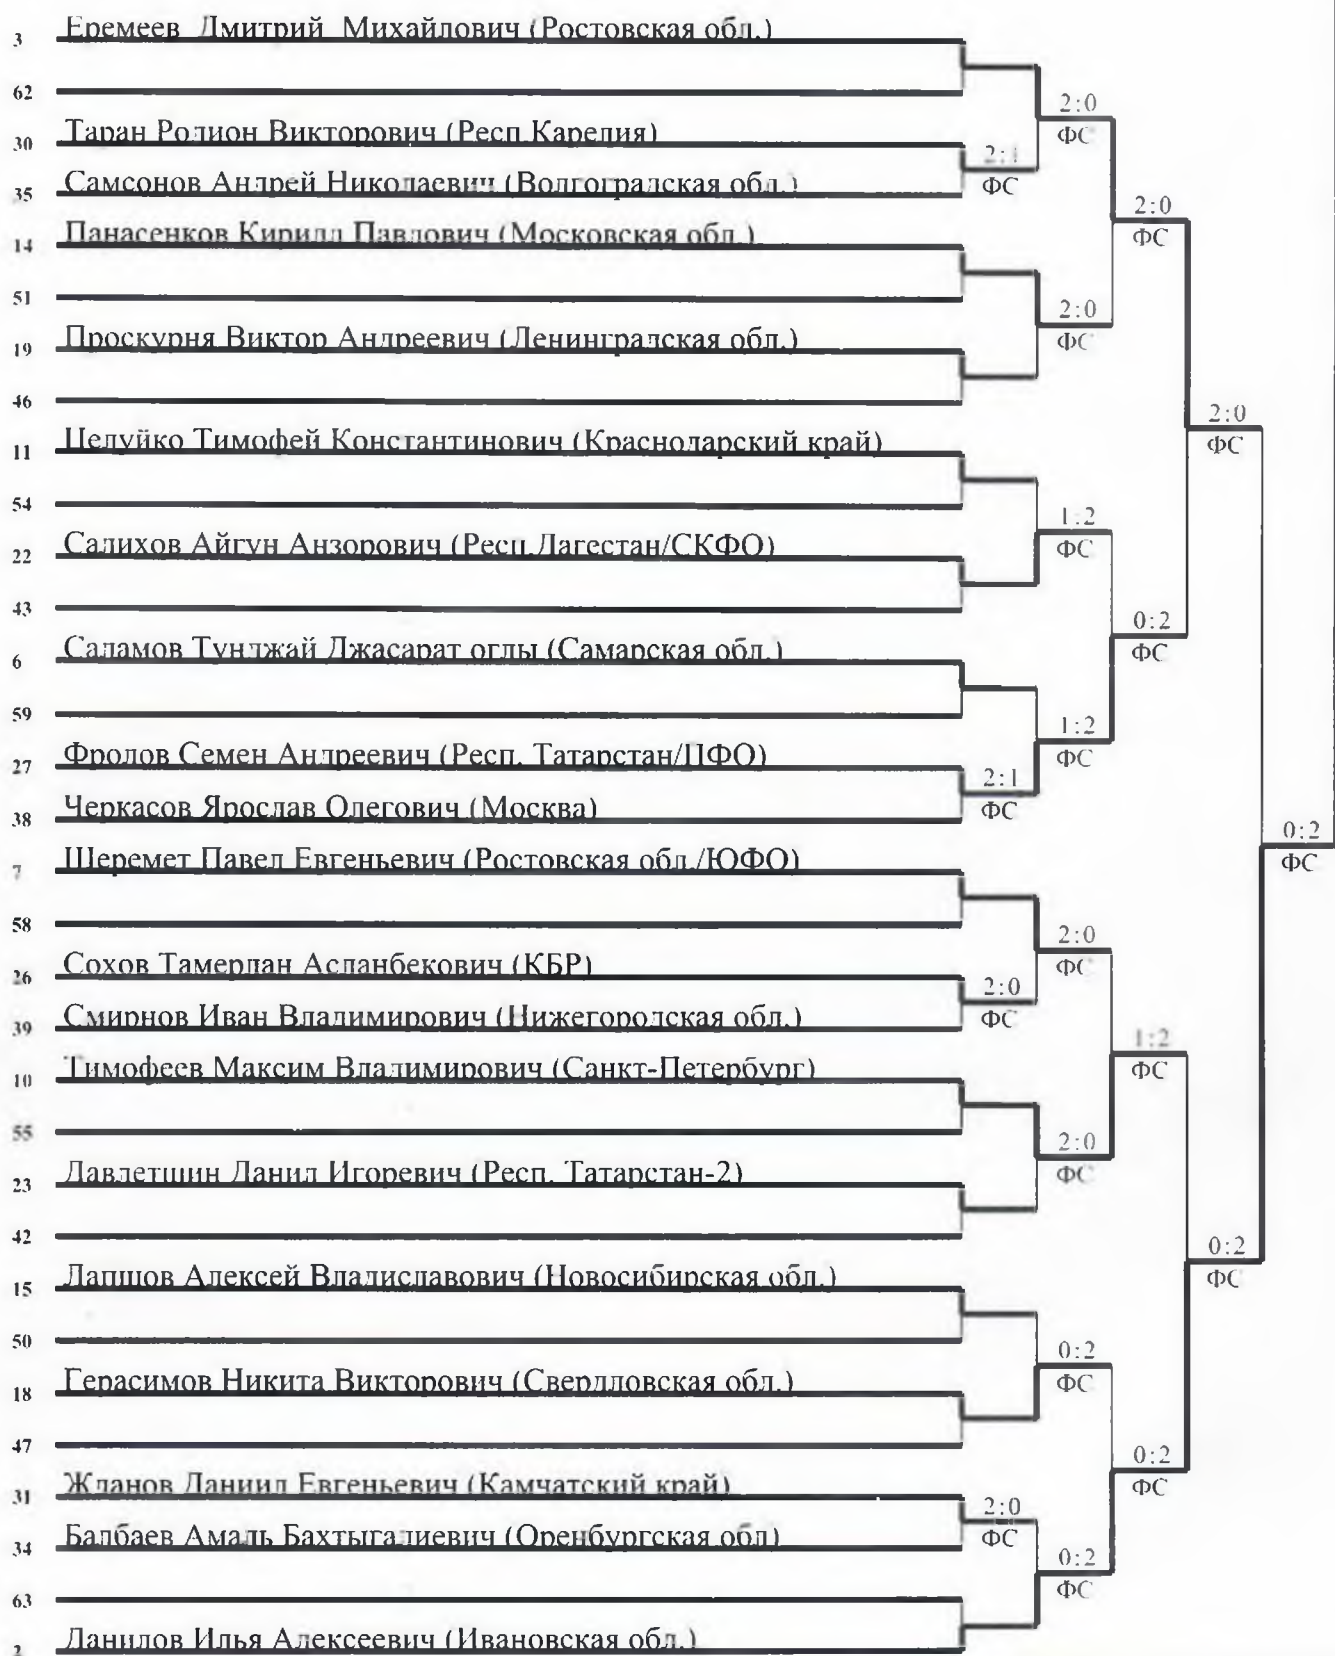 3 Еремеев Дмитрий Михайлович (Ростовская обл.)
62
2:0
30 Таран Родион Викторович (Респ.Карелия)
ФС
2:1
35 Самсонов Андрей Николаевич (Волгоградская обл.)
ФС
2:0
14 Панасенков Кирилл Павлович (Московская обл.)
ФС
51
2:0
19 Проскурня Виктор Андреевич (Ленинградская обл.)
ФС
46
2:0
11 Целуйко Тимофей Константинович (Краснодарский край)
ФС
54
1:2
22 Салихов Айгун Анзорович (Респ.Дагестан/СКФО)
ФС
43
0:2
6 Саламов Тунджай Джасарат оглы (Самарская обл.)
ФС
59
1:2
27 Фролов Семен Андреевич (Респ. Татарстан/ПФО)
ФС
2:1
38 Черкасов Ярослав Олегович (Москва)
ФС
0:2
7 Шеремет Павел Евгеньевич (Ростовская обл./ЮФО)
ФС
58
2:0
26 Сохов Тамерлан Асланбекович (КБР)
ФС
2:0
39 Смирнов Иван Владимирович (Нижегородская обл.)
ФС
1:2
10 Тимофеев Максим Владимирович (Санкт-Петербург)
ФС
55
2:0
23 Давлетшин Данил Игоревич (Респ. Татарстан-2)
ФС
42
0:2
15 Лапшов Алексей Владиславович (Новосибирская обл.)
ФС
50
0:2
18 Герасимов Никита Викторович (Свердловская обл.)
ФС
47
0:2
31 Жданов Даниил Евгеньевич (Камчатский край)
ФС
2:0
34 Балбаев Амаль Бахтыгалиевич (Оренбургская обл)
ФС
0:2
63
ФС
2 Данилов Илья Алексеевич (Ивановская обл.)